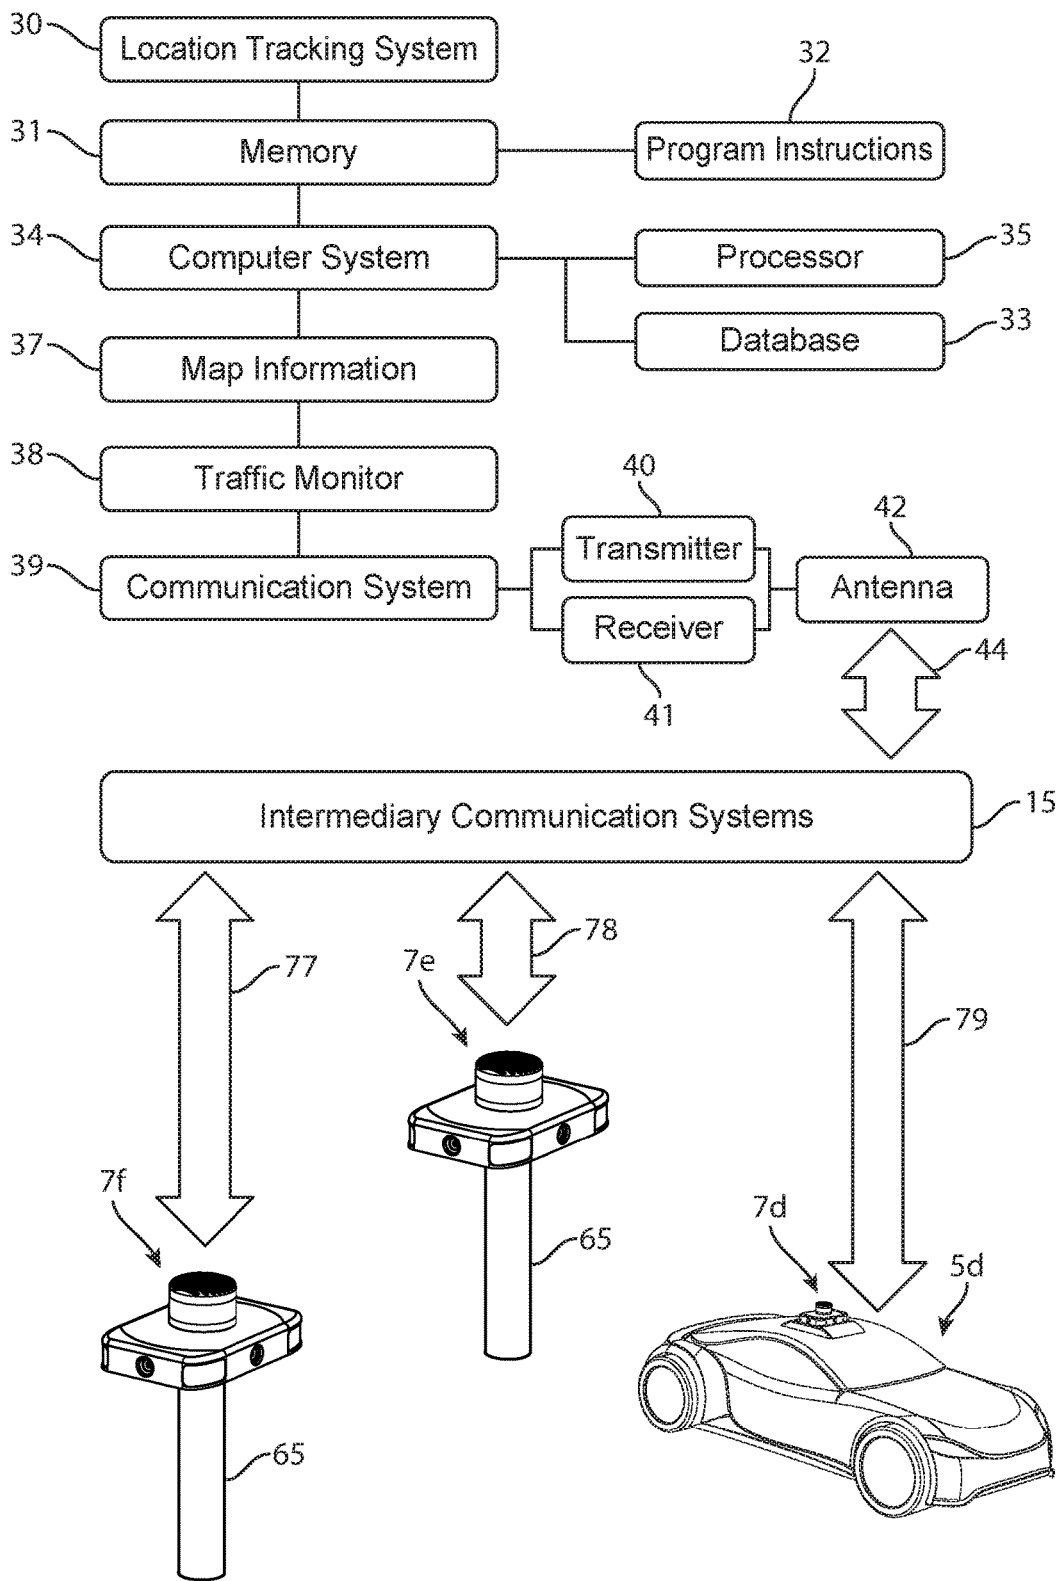 30
Location Tracking System
32
31
Memory
Program Instructions
34
Computer System
35
Processor
33
Database
37
Map Information
38
Traffic Monitor
40
42
Transmitter
39
Communication System
Antenna
Receiver
44
41
Intermediary Communication Systems
15
78
7e
77
79
7f
7d
65
5d
65